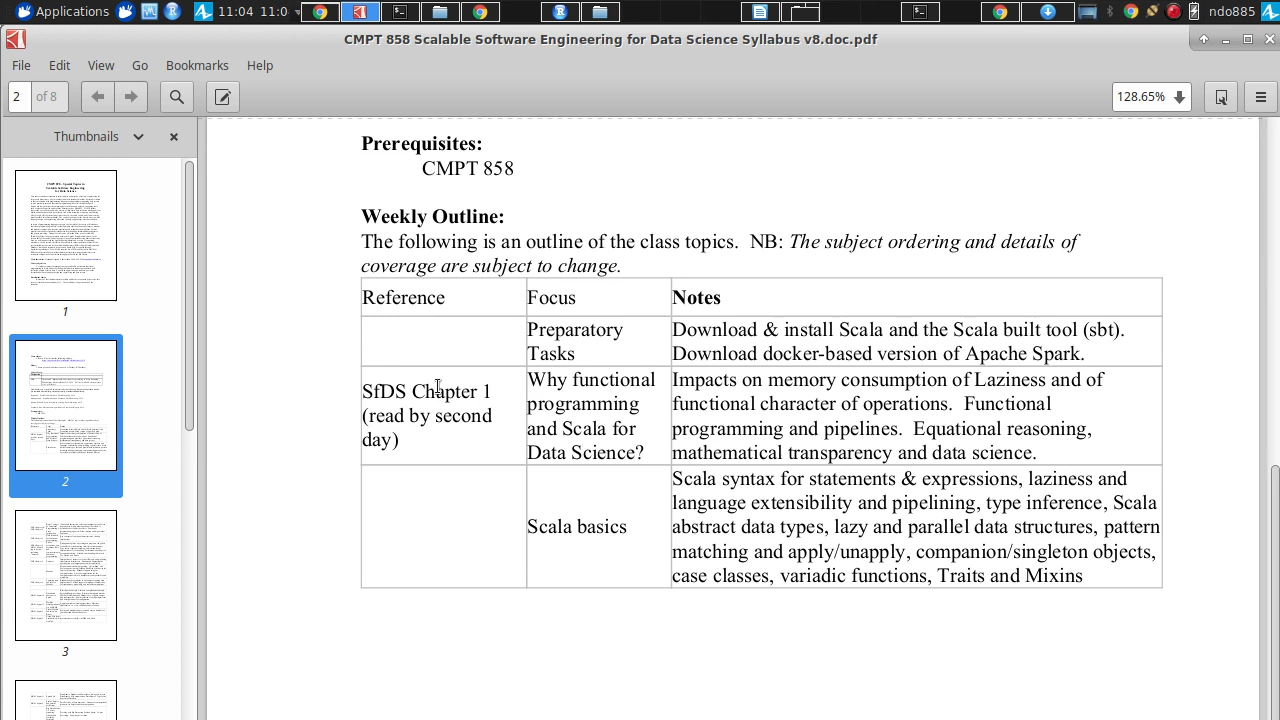 Applications 11:04 11:0 ndo885
CMPT 858 Scalable Software Engineering for Data Science Syllabus v8.doc.pdf
File Edit View Go Bookmarks Help
2 of 8 128.65%
Thumbnails
1
2
3
Prerequisites:
CMPT 858
Weekly Outline:
The following is an outline of the class topics.  NB: The subject ordering and details of
coverage are subject to change.
Reference Focus Notes
Preparatory
Tasks
Download & install Scala and the Scala built tool (sbt).
Download docker-based version of Apache Spark.
SfDS Chapter 1
(read by second
day)
Why functional
programming
and Scala for
Data Science?
Impacts on memory consumption of Laziness and of
functional character of operations.  Functional
programming and pipelines.  Equational reasoning,
mathematical transparency and data science.
Scala basics
Scala syntax for statements & expressions, laziness and
language extensibility and pipelining, type inference, Scala
abstract data types, lazy and parallel data structures, pattern
matching and apply/unapply, companion/singleton objects,
case classes, variadic functions, Traits and Mixins